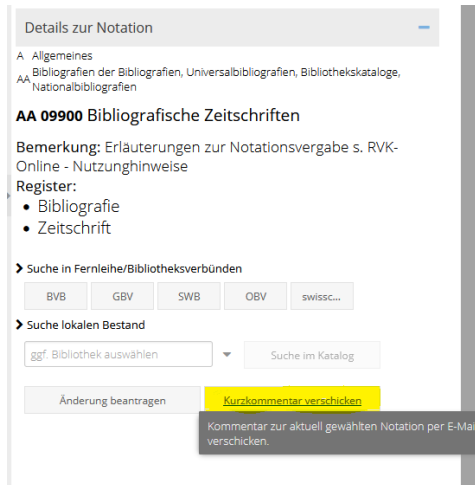 Details zur Notation
A Allgemeines
AA Bibliografien der Bibliografien, Universalbibliografien, Bibliothekskataloge,
Nationalbibliografien
AA 09900 Bibliografische Zeitschriften
Bemerkung: Erläuterungen zur Notationsvergabe s. RVK-
Online - Nutzunghinweise
Register:
• Bibliografie
• Zeitschrift
Suche in Fernleihe/Bibliotheksverbünden
BVB GBV SWB OBV swissc...
Suche lokalen Bestand
ggf. Bibliothek auswählen Suche im Katalog
Änderung beantragen Kurzkommentar verschicken
Kommentar zur aktuell gewählten Notation per E-Mai
verschicken.